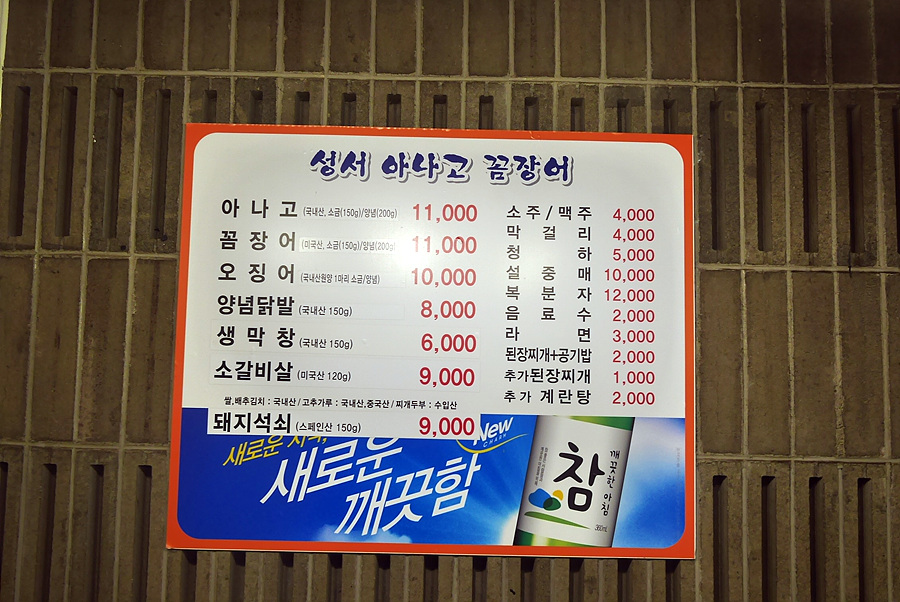 성서 아나고 꼼장어
아나고 (국내산, 소금(150g)/양념(200g) 11,000
꼼장어 (미국산, 소금(150g)/양념(200g) 11,000
오징어 (국내산원양 1마리 소금/양념) 10,000
양념닭발 (국내산 150g) 8,000
생막창 (국내산 150g) 6,000
소갈비살 (미국산 120g) 9,000
쌀,배추김치 : 국내산 / 고추가루 : 국내산,중국산 / 찌개두부 : 수입산
돼지석쇠 (스페인산 150g) 9,000
소주/맥주 4,000
막걸리 4,000
청하 5,000
설중매 10,000
복분자 12,000
음료수 2,000
라면 3,000
된장찌개+공기밥 2,000
추가된장찌개 1,000
추가 계란탕 2,000
새로운
새로운
깨끗함
New
CHARM
참
깨끗한 아침
360mL